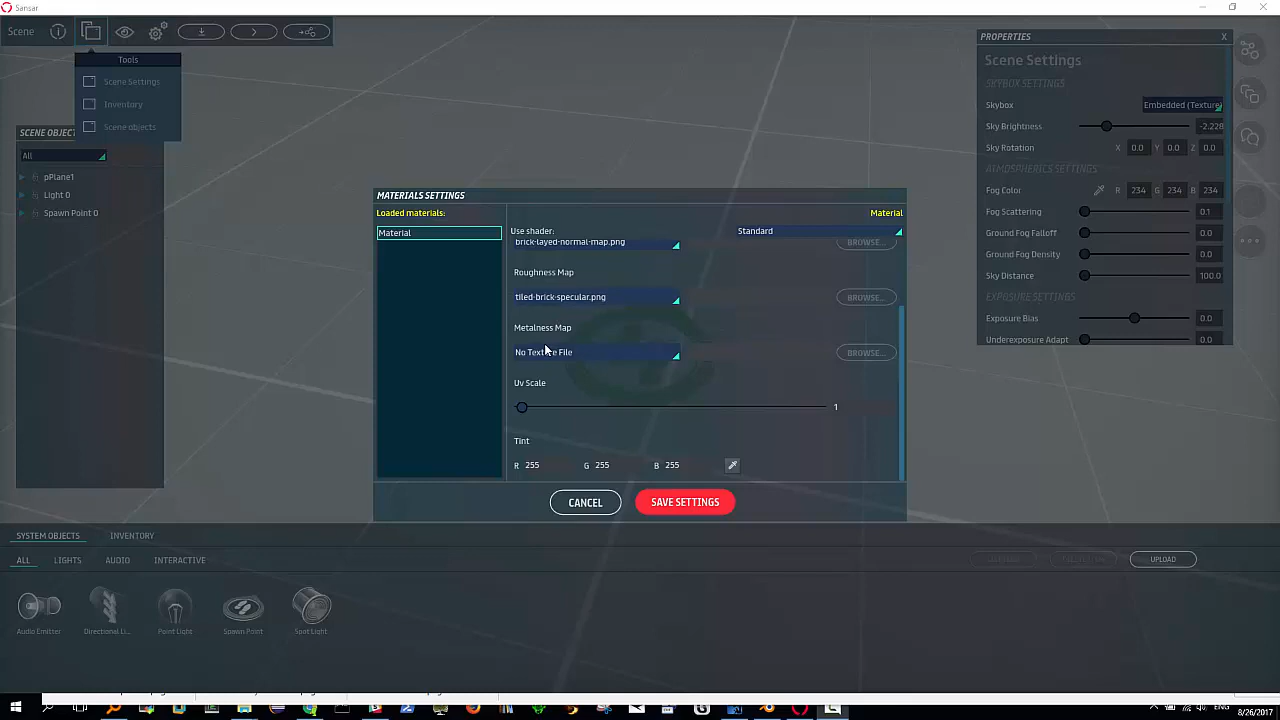 Sansar
Scene
Tools
Scene Settings
Inventory
Scene objects
SCENE OBJEC
All
pPlane1
Light 0
Spawn Point 0
MATERIALS SETTINGS
Loaded materials:
Material
Material
Use shader:
Standard
brick-layed-normal-map.png
BROWSE...
Roughness Map
tiled-brick-specular.png
BROWSE...
Metalness Map
No Texture File
BROWSE...
Uv Scale
1
Tint
R 255 G 255 B 255
CANCEL
SAVE SETTINGS
PROPERTIES
X
Scene Settings
SKYBOX SETTINGS
Skybox
Embedded (Texture)
Sky Brightness
-2.228
Sky Rotation
X 0.0 Y 0.0 Z 0.0
ATMOSPHERICS SETTINGS
Fog Color
R 234 G 234 B 234
Fog Scattering
0.1
Ground Fog Falloff
0.0
Ground Fog Density
0.0
Sky Distance
100.0
EXPOSURE SETTINGS
Exposure Bias
0.0
Underexposure Adapt
0.0
SYSTEM OBJECTS
INVENTORY
ALL
LIGHTS
AUDIO
INTERACTIVE
UPLOAD
Audio Emitter
Directional Li...
Point Light
Spawn Point
Spot Light
ENG
8/26/2017